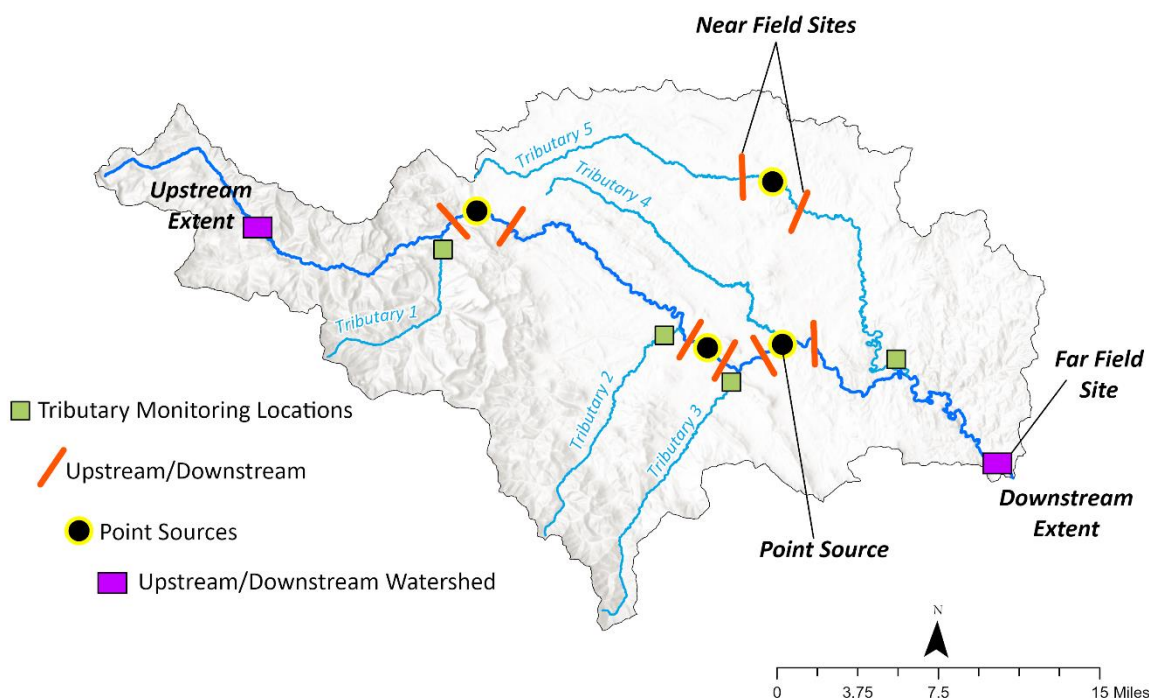 Near Field Sites
Tributary 5
Tributary 4
Upstream
Extent
Tributary 1
Tributary 2
Tributary 3
Far Field
Site
Tributary Monitoring Locations
Upstream/Downstream
Point Sources
Upstream/Downstream Watershed
Downstream
Extent
Point Source
N
0 3.75 7.5 15 Miles